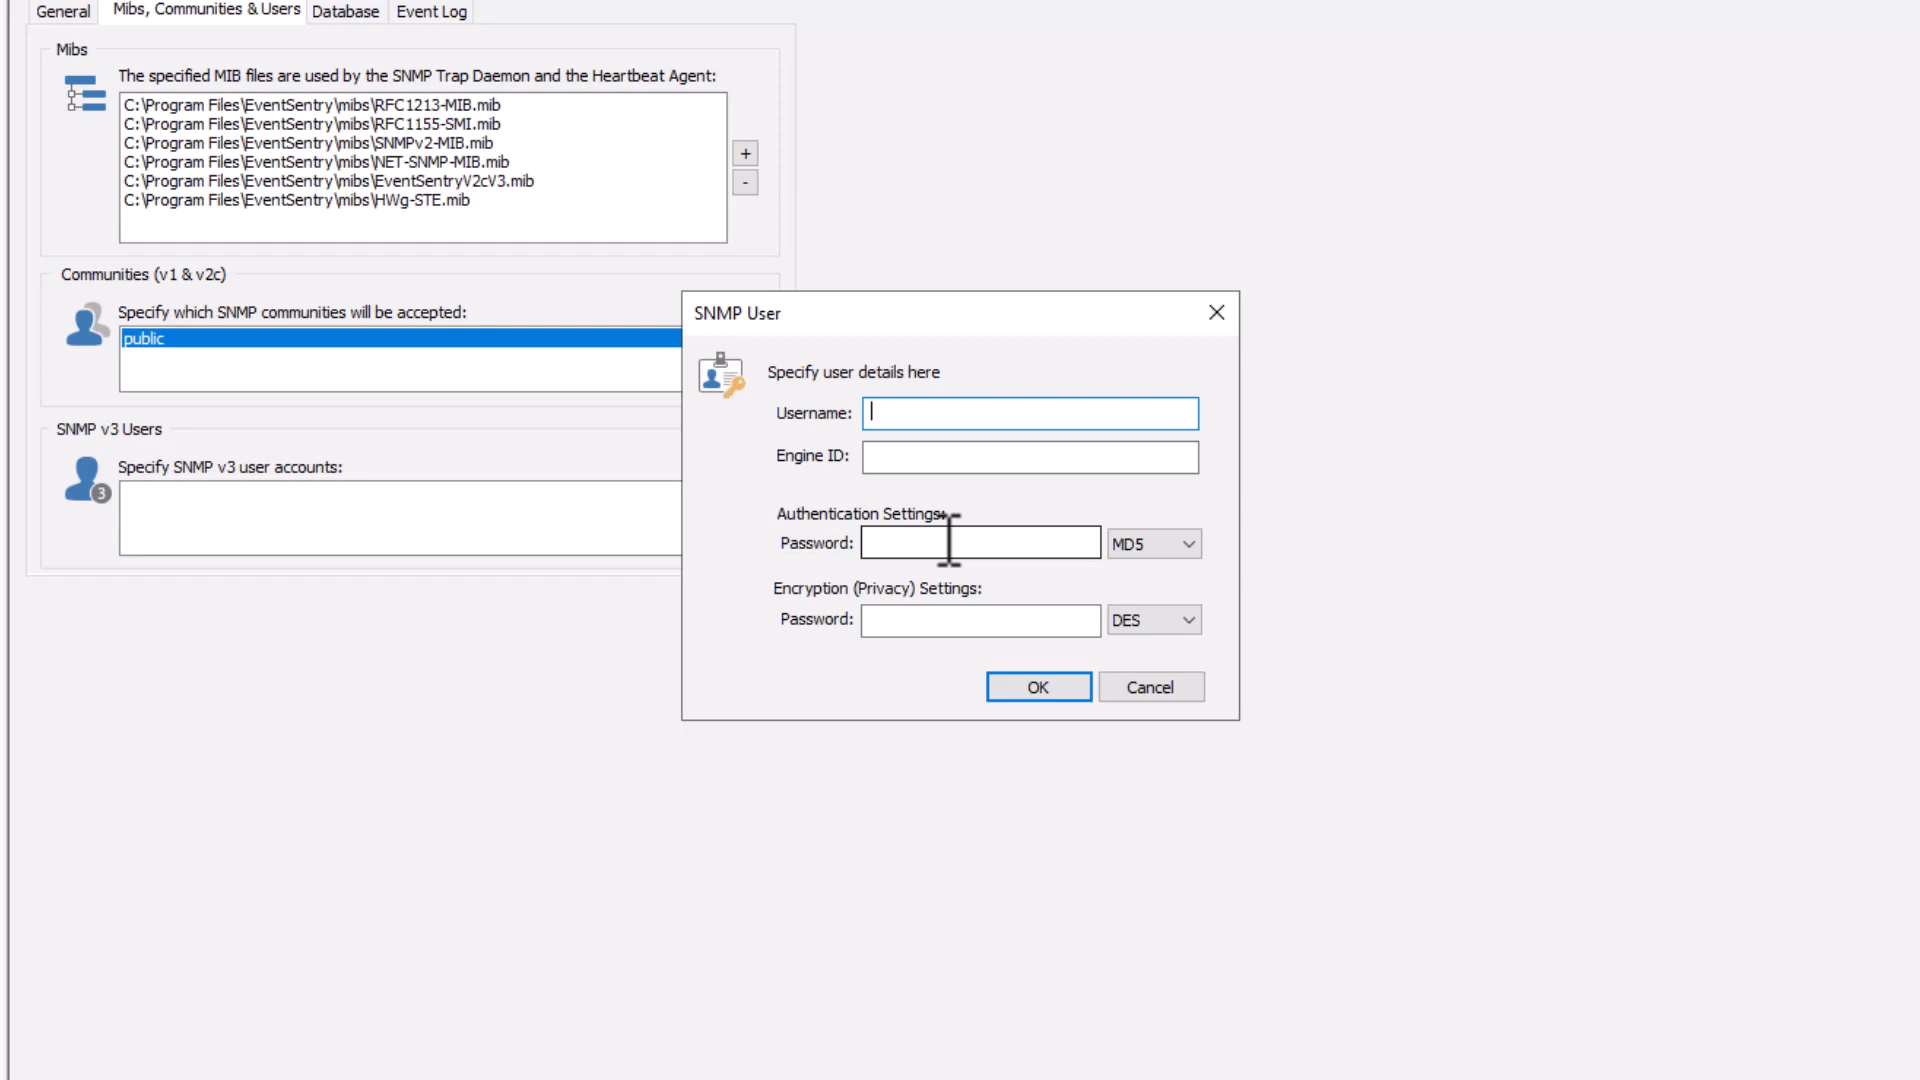 General
Mibs, Communities & Users
Database
Event Log
Mibs
The specified MIB files are used by the SNMP Trap Daemon and the Heartbeat Agent:
C:\Program Files\EventSentry\mibs\RFC1213-MIB.mib
C:\Program Files\EventSentry\mibs\RFC1155-SMI.mib
C:\Program Files\EventSentry\mibs\SNMPv2-MIB.mib
C:\Program Files\EventSentry\mibs\NET-SNMP-MIB.mib
C:\Program Files\EventSentry\mibs\EventSentryV2cV3.mib
C:\Program Files\EventSentry\mibs\HWg-STE.mib
+
-
Communities (v1 & v2c)
Specify which SNMP communities will be accepted:
public
SNMP v3 Users
Specify SNMP v3 user accounts:
3
SNMP User
Specify user details here
Username:
Engine ID:
Authentication Settings:
Password:
MD5
Encryption (Privacy) Settings:
Password:
DES
OK
Cancel